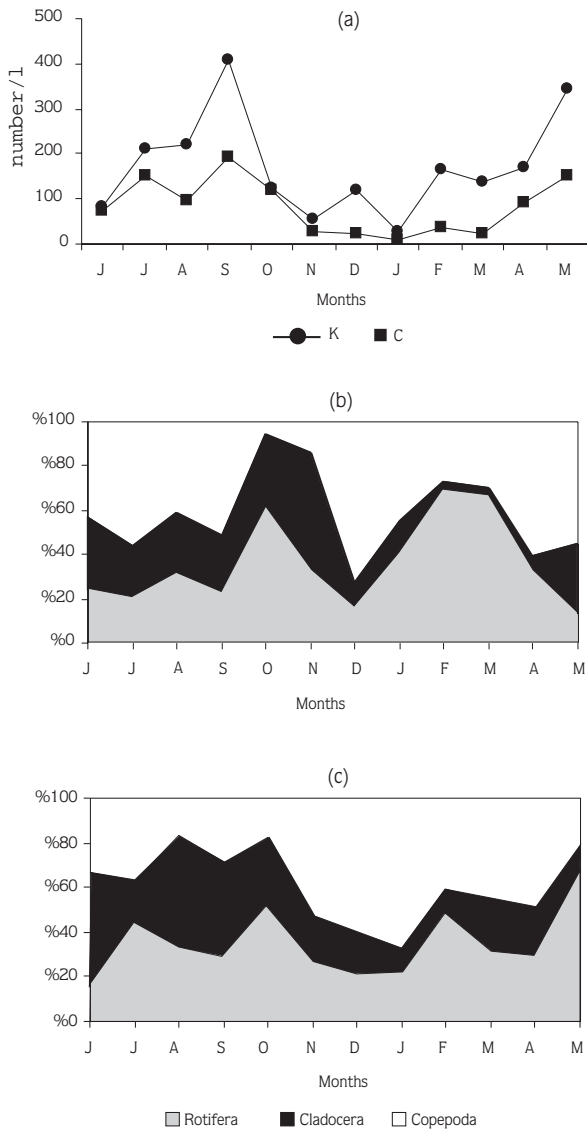 (a)
500
400
300
200
100
0
number/l
J J A S O N D J F M A M
Months
K C
(b)
%100
%80
%60
%40
%20
%0
J J A S O N D J F M A M
Months
(c)
%100
%80
%60
%40
%20
%0
J J A S O N D J F M A M
Months
Rotifera Cladocera Copepoda